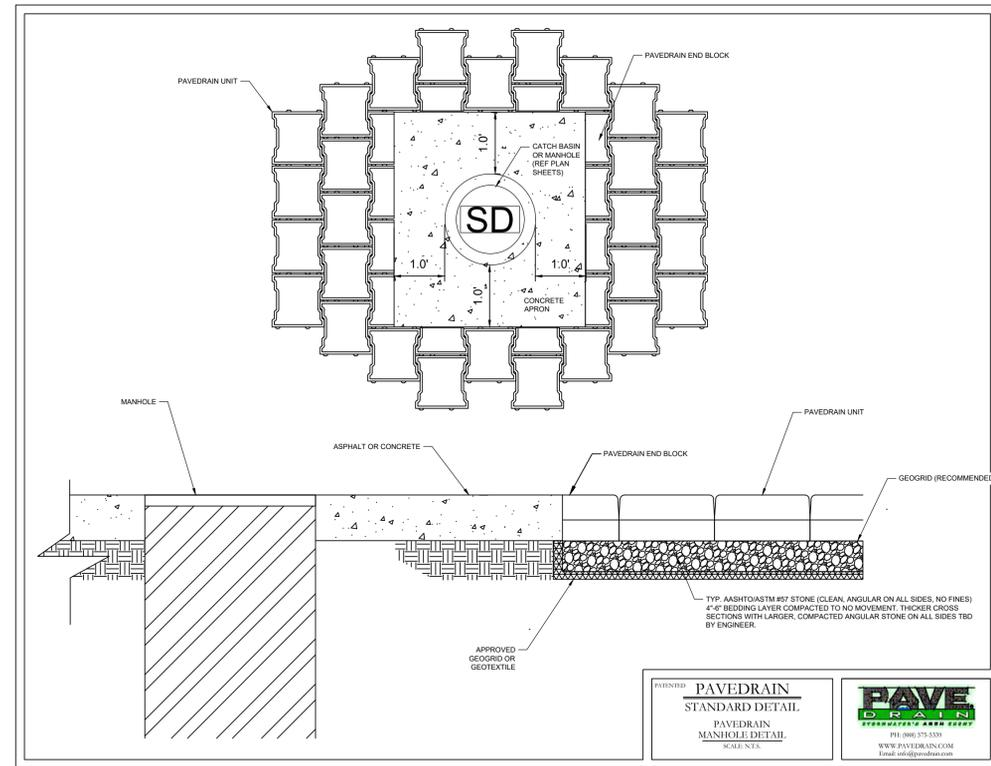 PAVEDRAIN UNIT
PAVEDRAIN END BLOCK
1.0'
CATCH BASIN
OR MANHOLE
(REF PLAN
SHEETS)
SD
1.0'
1.0'
1.0'
CONCRETE
APRON
MANHOLE
PAVEDRAIN UNIT
ASPHALT OR CONCRETE
PAVEDRAIN END BLOCK
GEOGRID (RECOMMENDED
TYP. AASHTO/ASTM #57 STONE (CLEAN, ANGULAR ON ALL SIDES, NO FINES)
4"-6" BEDDING LAYER COMPACTED TO NO MOVEMENT. THICKER CROSS
SECTIONS WITH LARGER, COMPACTED ANGULAR STONE ON ALL SIDES TBD
BY ENGINEER.
APPROVED
GEOGRID OR
GEOTEXTILE
PATENTED
PAVEDRAIN
STANDARD DETAIL
PAVEDRAIN
MANHOLE DETAIL
SCALE: N.T.S.
PAVE
DRAIN
STORMWATER'S ARCH ENEMY
PH: (888) 575-5339
WWW.PAVEDRAIN.COM
Email: info@pavedrain.com